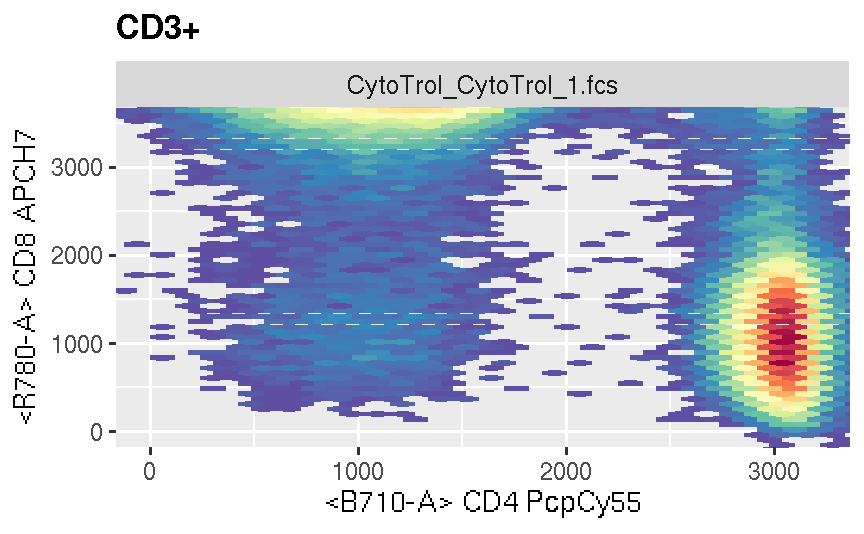 CD3+
CytoTrol_CytoTrol_1.fcs
3000
2000
1000
0
<R780-A> CD8 APCH7
0 1000 2000 3000
<B710-A> CD4 PcpCy55